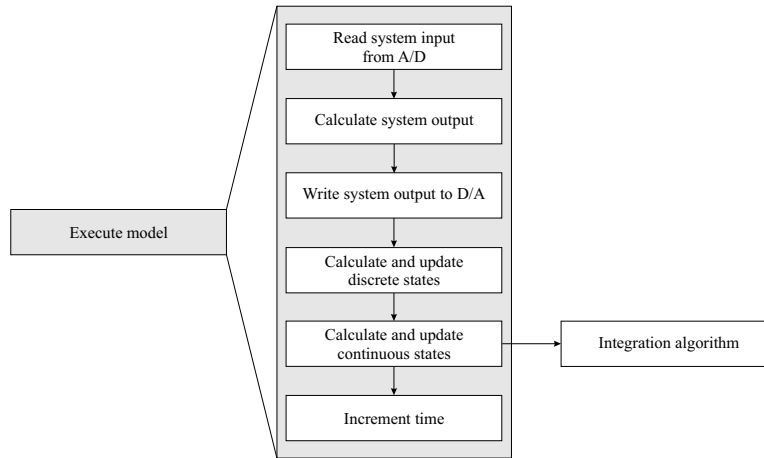 Read system input
from A/D
Calculate system output
Write system output to D/A
Execute model
Calculate and update
discrete states
Calculate and update
continuous states
Integration algorithm
Increment time